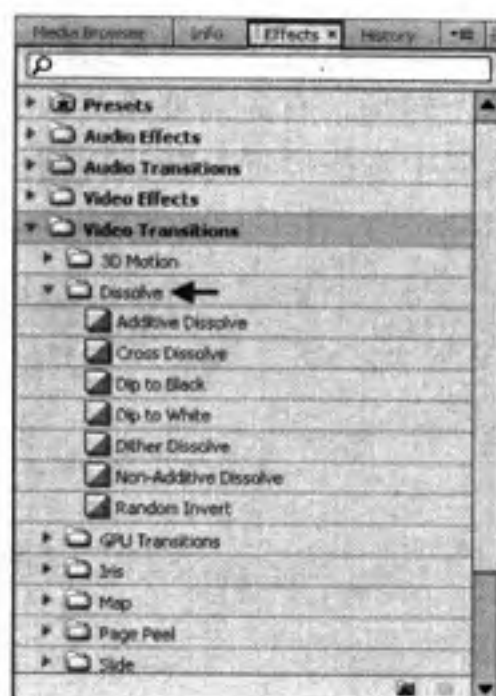 Media Browser Info Effects × History
Presets
Audio Effects
Audio Transitions
Video Effects
Video Transitions
3D Motion
Dissolve
Additive Dissolve
Cross Dissolve
Dip to Black
Dip to White
Dither Dissolve
Non-Additive Dissolve
Random Invert
GPU Transitions
Iris
Map
Page Peel
Slide